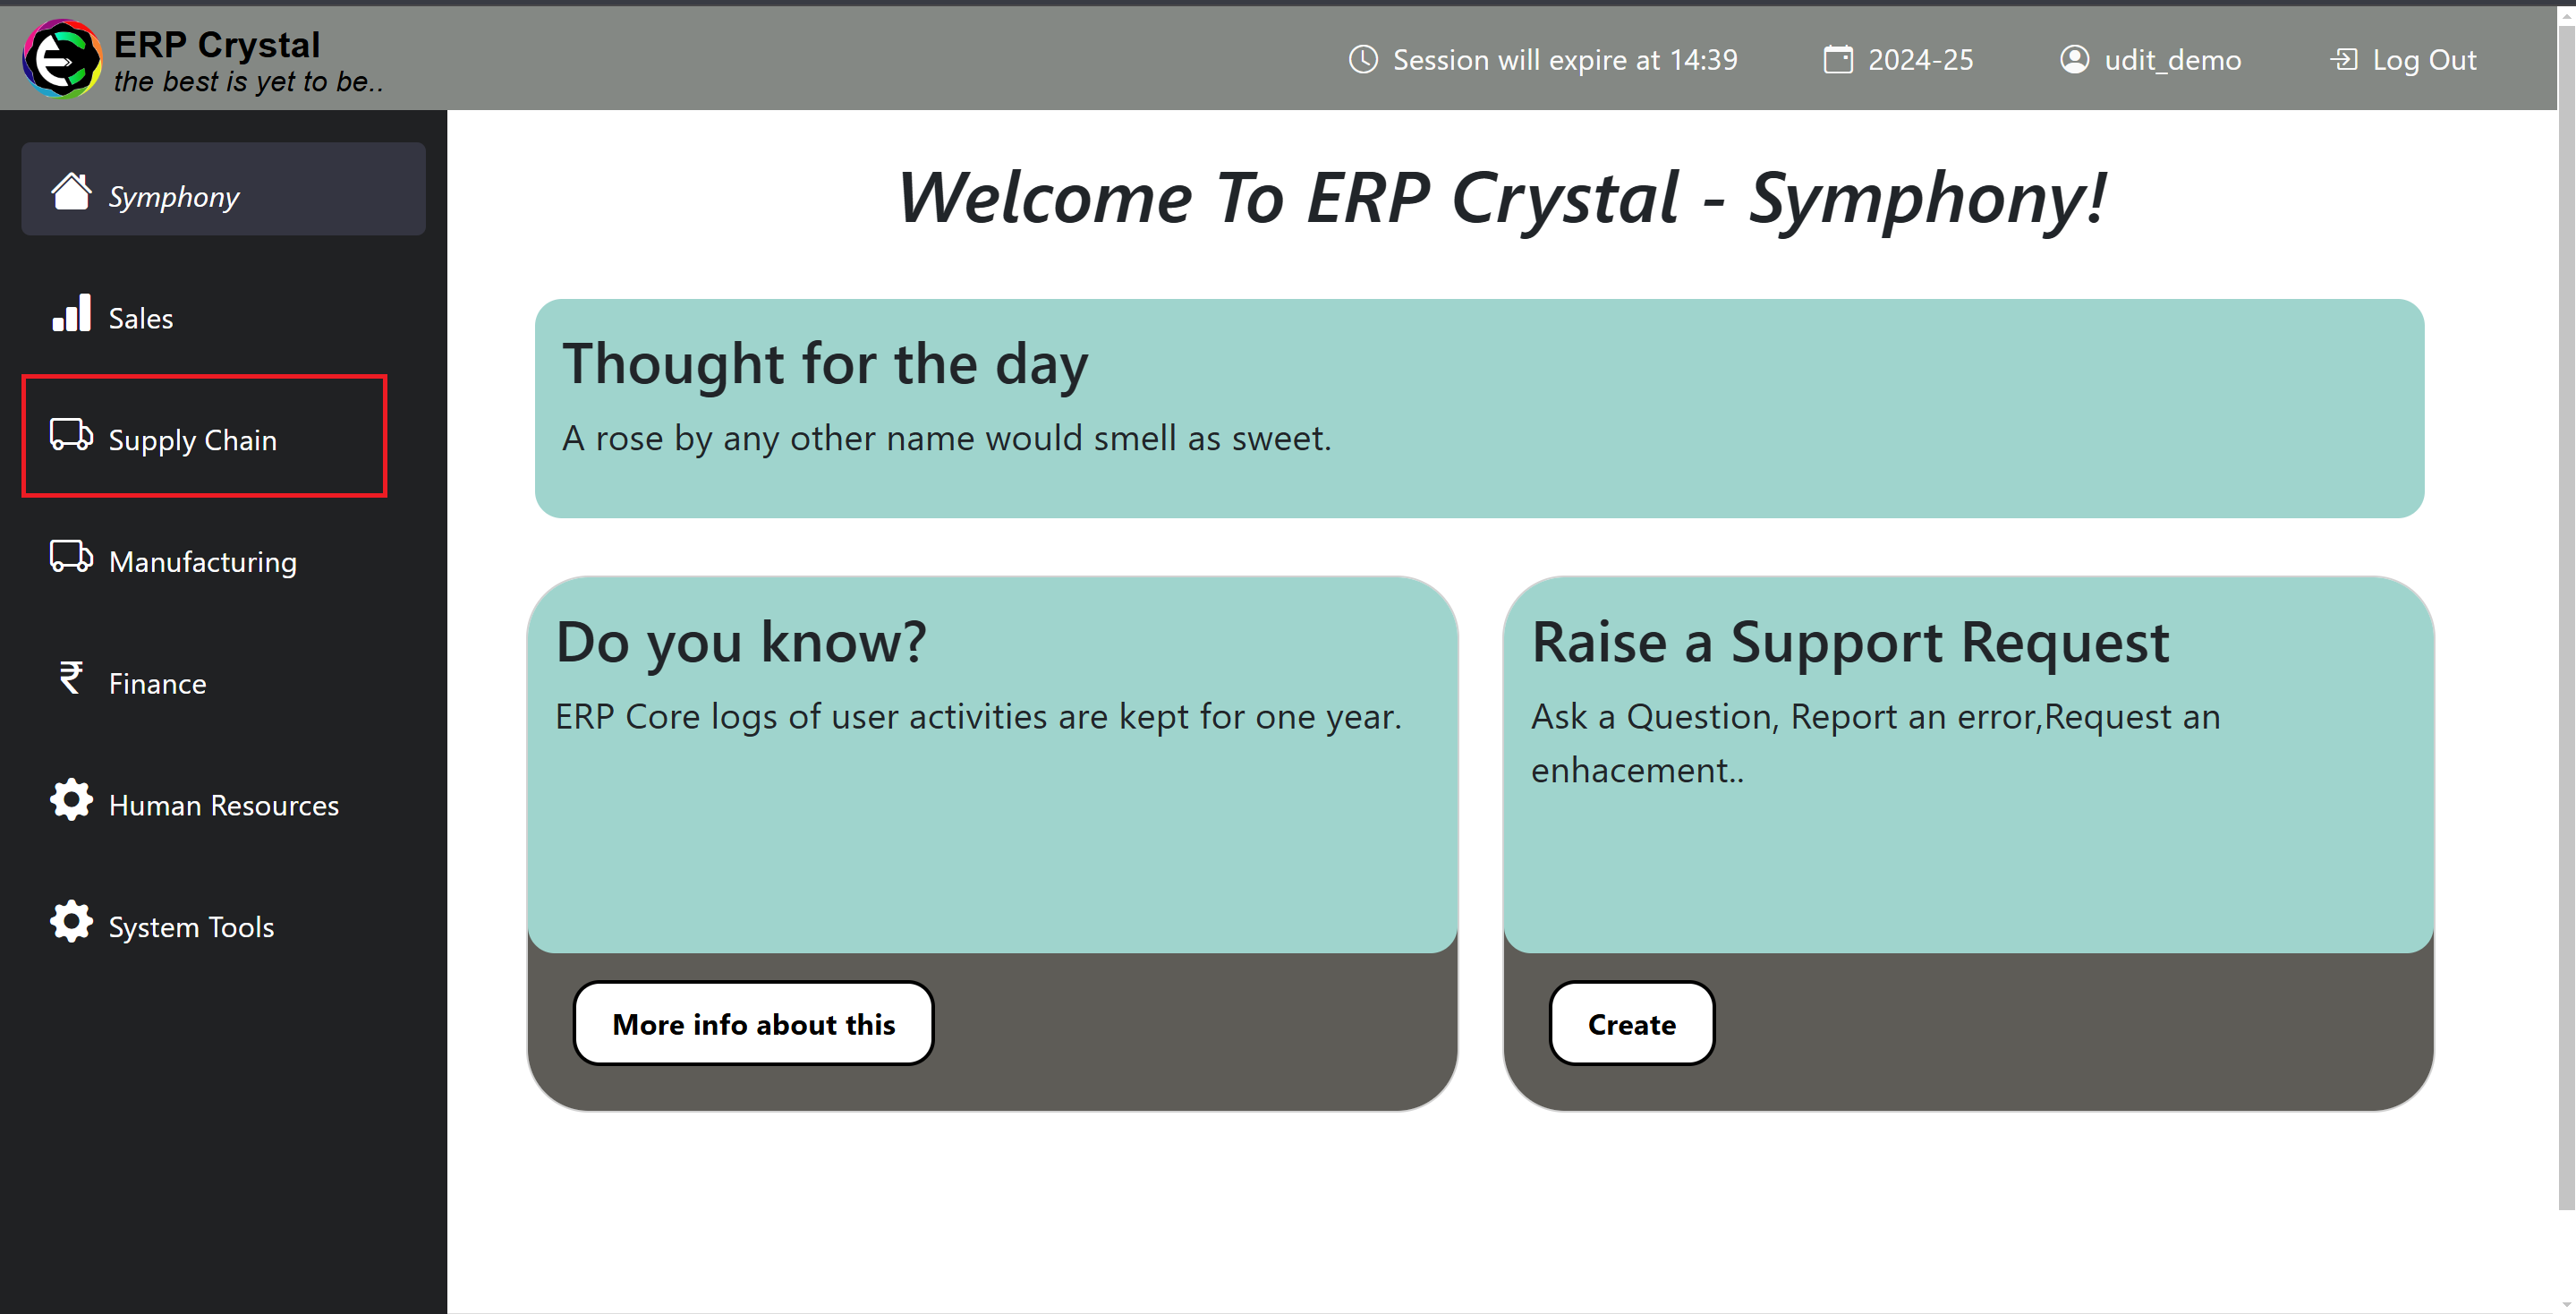 ERP Crystal
the best is yet to be..
Session will expire at 14:39
2024-25
udit_demo
Log Out
Symphony
Sales
Supply Chain
Manufacturing
Finance
Human Resources
System Tools
Welcome To ERP Crystal - Symphony!
Thought for the day
A rose by any other name would smell as sweet.
Do you know?
ERP Core logs of user activities are kept for one year.
More info about this
Raise a Support Request
Ask a Question, Report an error,Request an
enhacement..
Create